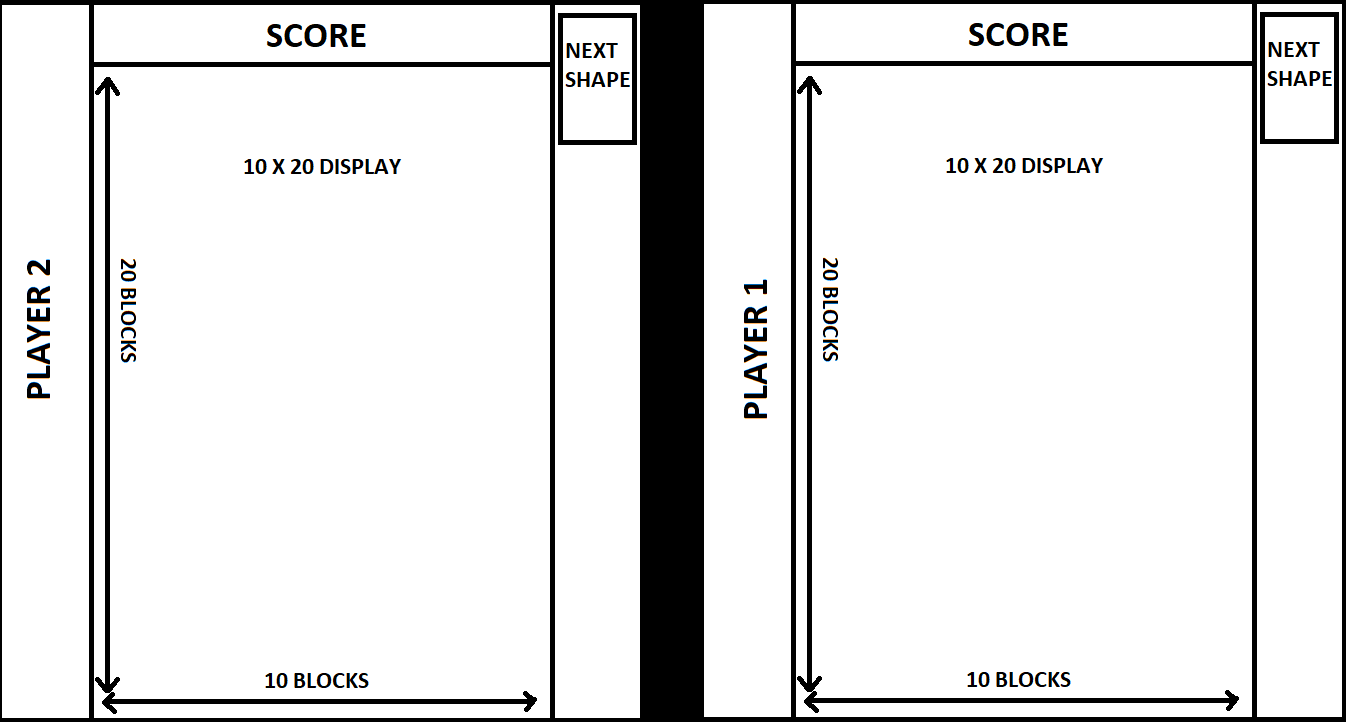 SCORE
NEXT
SHAPE
10 X 20 DISPLAY
PLAYER 2
20 BLOCKS
10 BLOCKS
SCORE
NEXT
SHAPE
10 X 20 DISPLAY
PLAYER 1
20 BLOCKS
10 BLOCKS